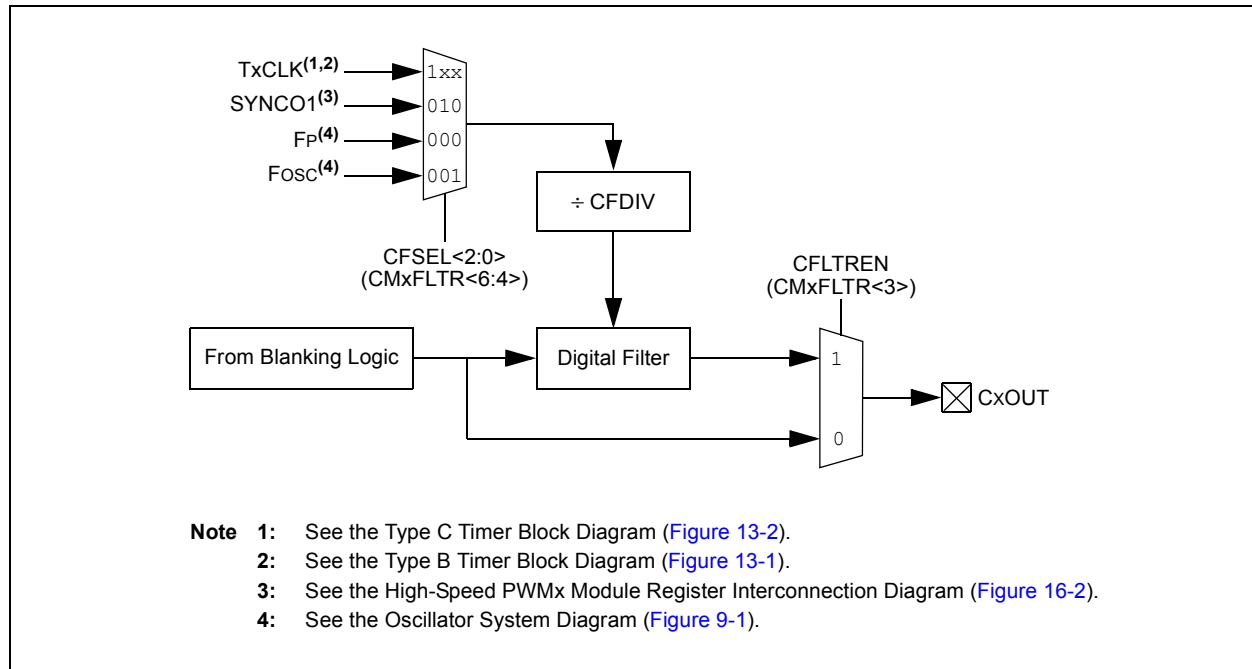 TxCLK(1,2)
SYNCO1(3)
FP(4)
FOSC(4)
1xx
010
000
001
÷ CFDIV
CFSEL<2:0>
(CMxFLTR<6:4>)
CFLTREN
(CMxFLTR<3>)
From Blanking Logic
Digital Filter
1
0
CxOUT
Note 1: See the Type C Timer Block Diagram (Figure 13-2).
2: See the Type B Timer Block Diagram (Figure 13-1).
3: See the High-Speed PWMx Module Register Interconnection Diagram (Figure 16-2).
4: See the Oscillator System Diagram (Figure 9-1).